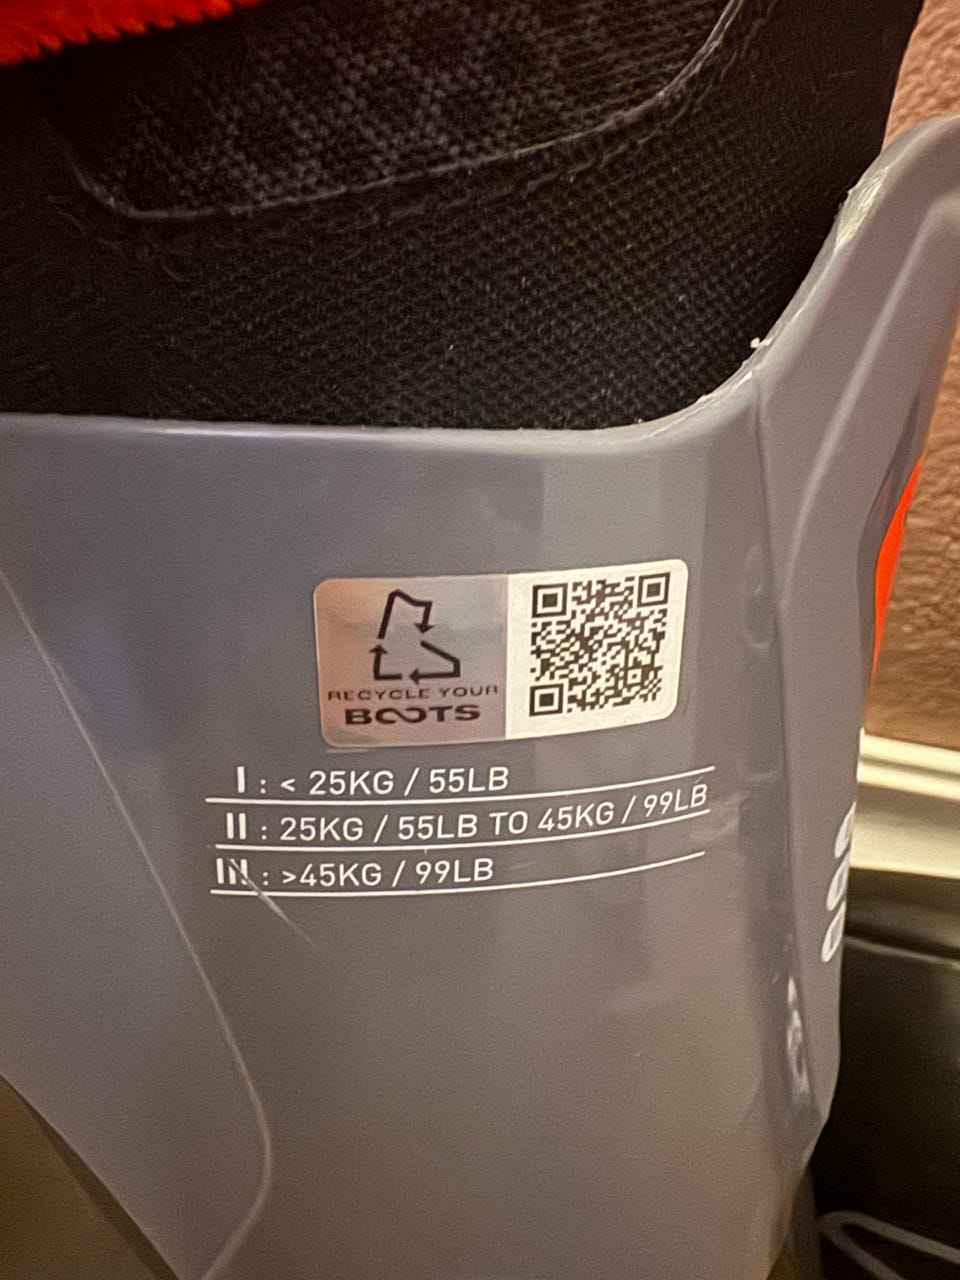 RECYCLE YOUR
BOOTS
I : < 25KG / 55LB
II : 25KG / 55LB TO 45KG / 99LB
III : >45KG / 99LB